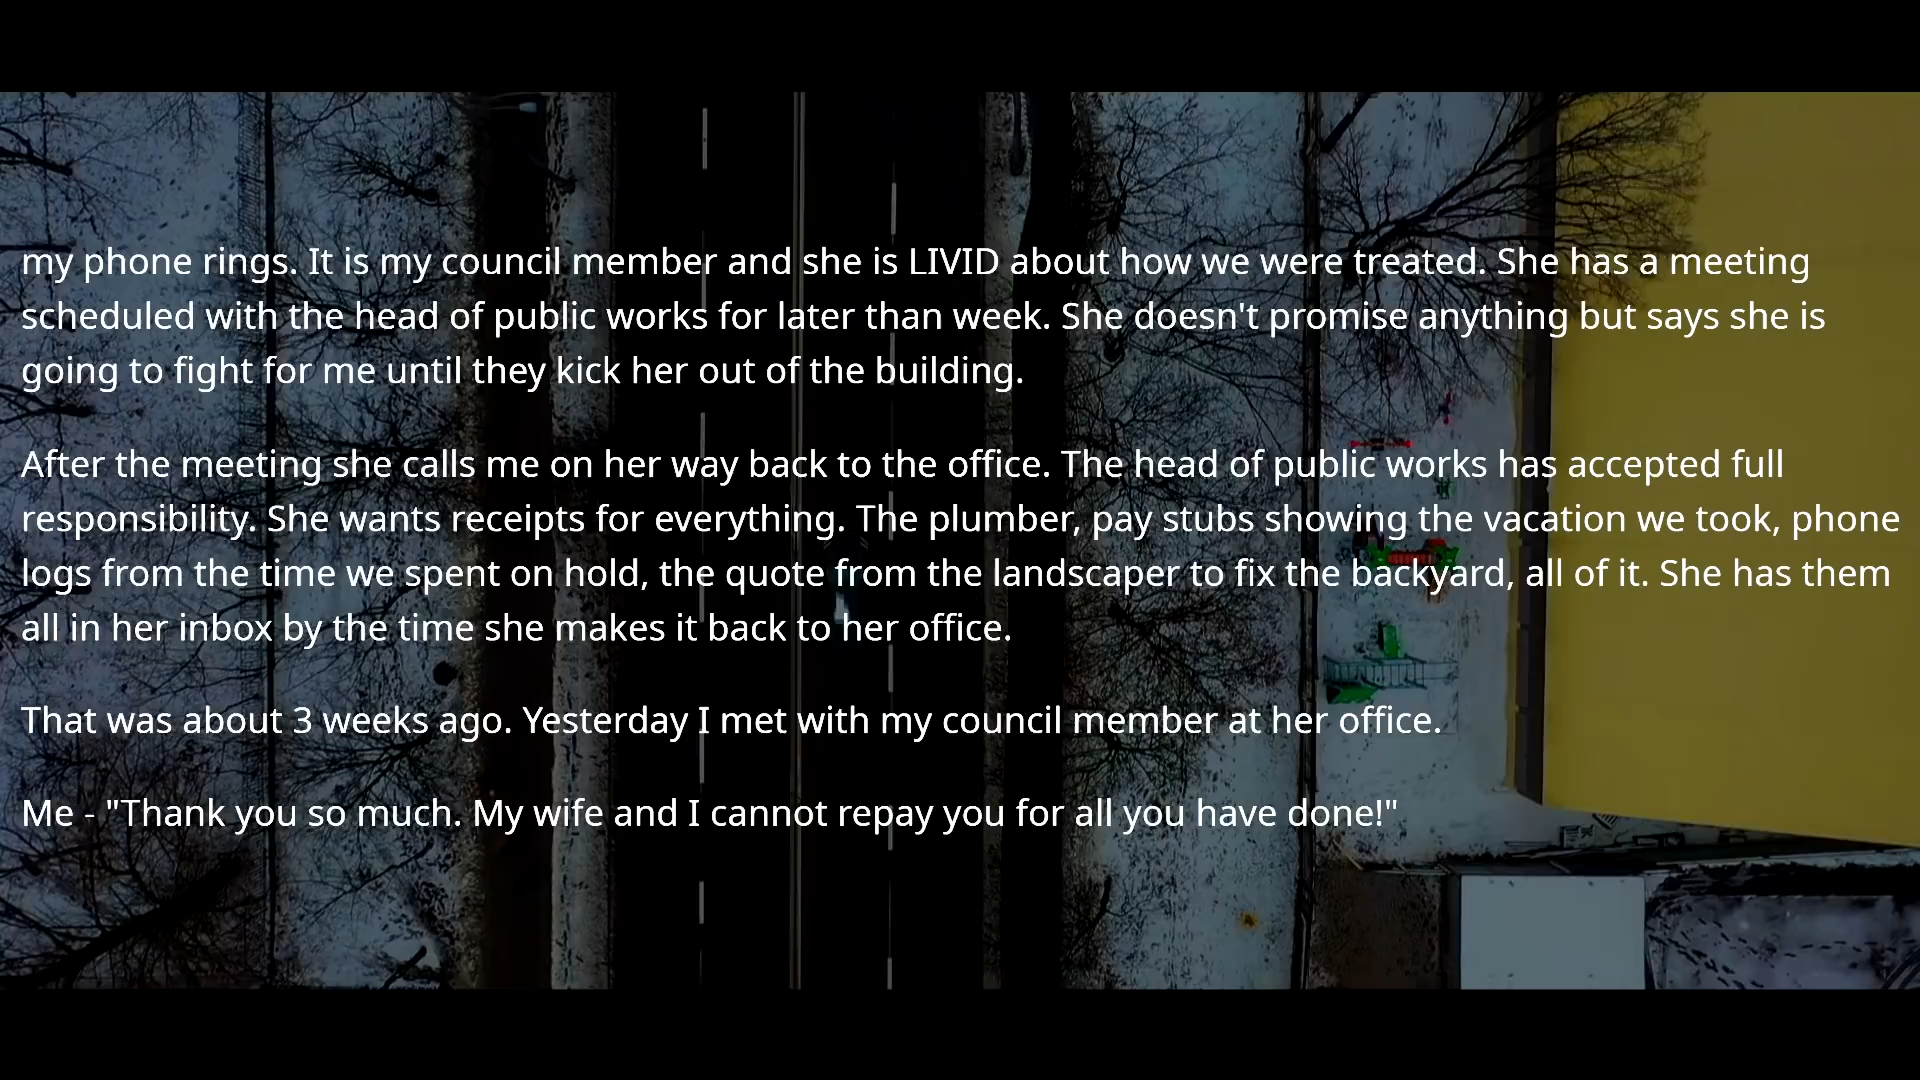 my phone rings. It is my council member and she is LIVID about how we were treated. She has a meeting
scheduled with the head of public works for later than week. She doesn't promise anything but says she is
going to fight for me until they kick her out of the building.
After the meeting she calls me on her way back to the office. The head of public works has accepted full
responsibility. She wants receipts for everything. The plumber, pay stubs showing the vacation we took, phone
logs from the time we spent on hold, the quote from the landscaper to fix the backyard, all of it. She has them
all in her inbox by the time she makes it back to her office.
That was about 3 weeks ago. Yesterday I met with my council member at her office.
Me - "Thank you so much. My wife and I cannot repay you for all you have done!"